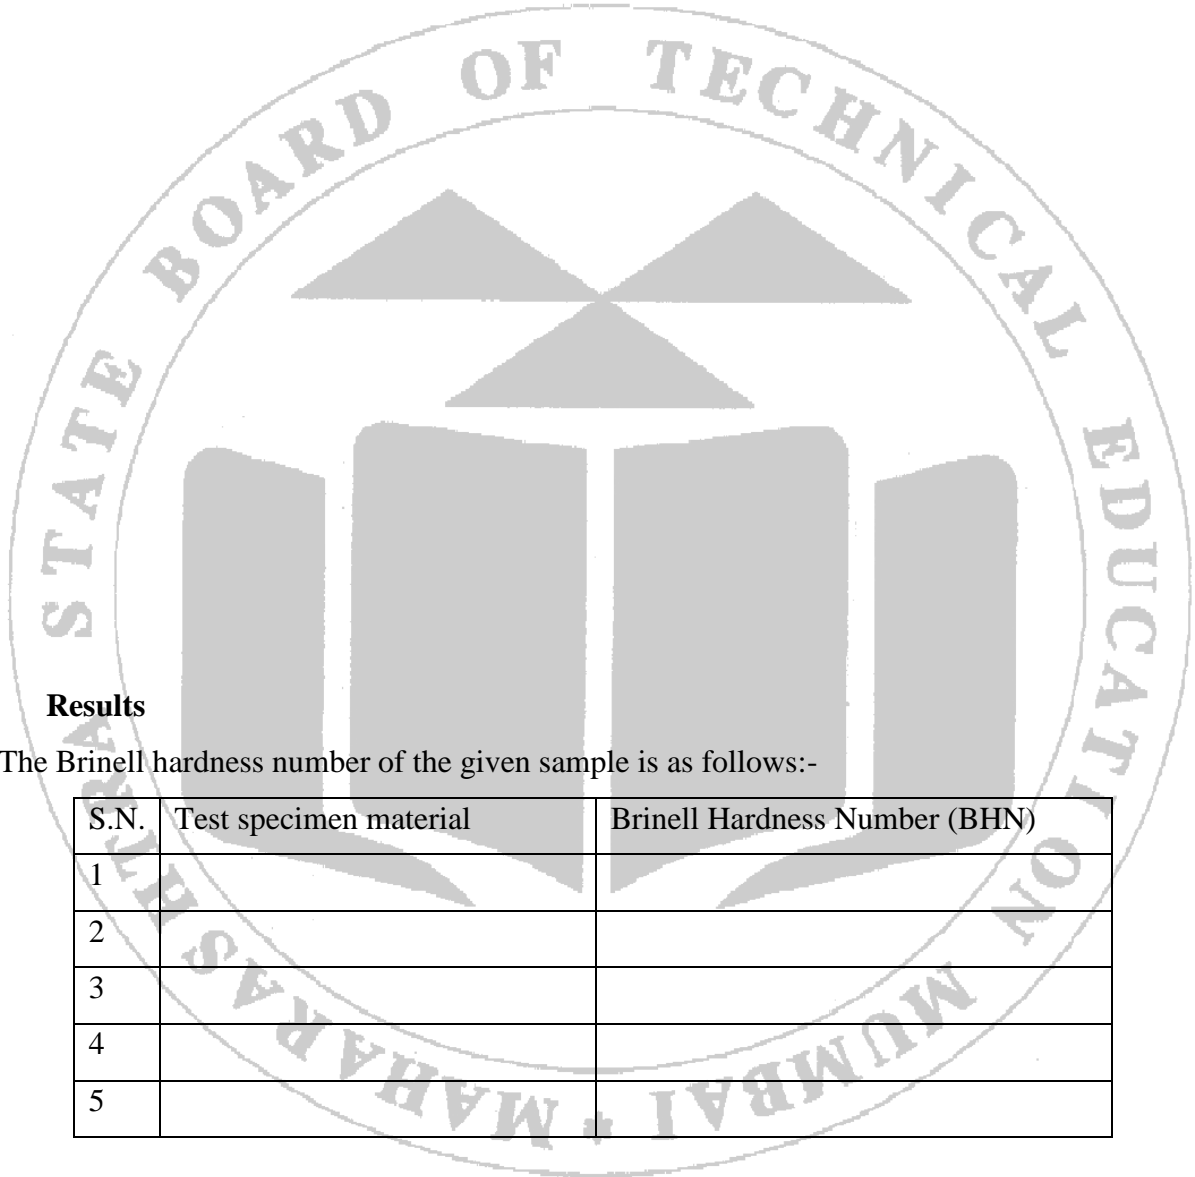 MAHARASHTRA STATE BOARD OF TECHNICAL EDUCATION MUMBAI
Results
The Brinell hardness number of the given sample is as follows:-
S.N. Test specimen material Brinell Hardness Number (BHN)
1
2
3
4
5